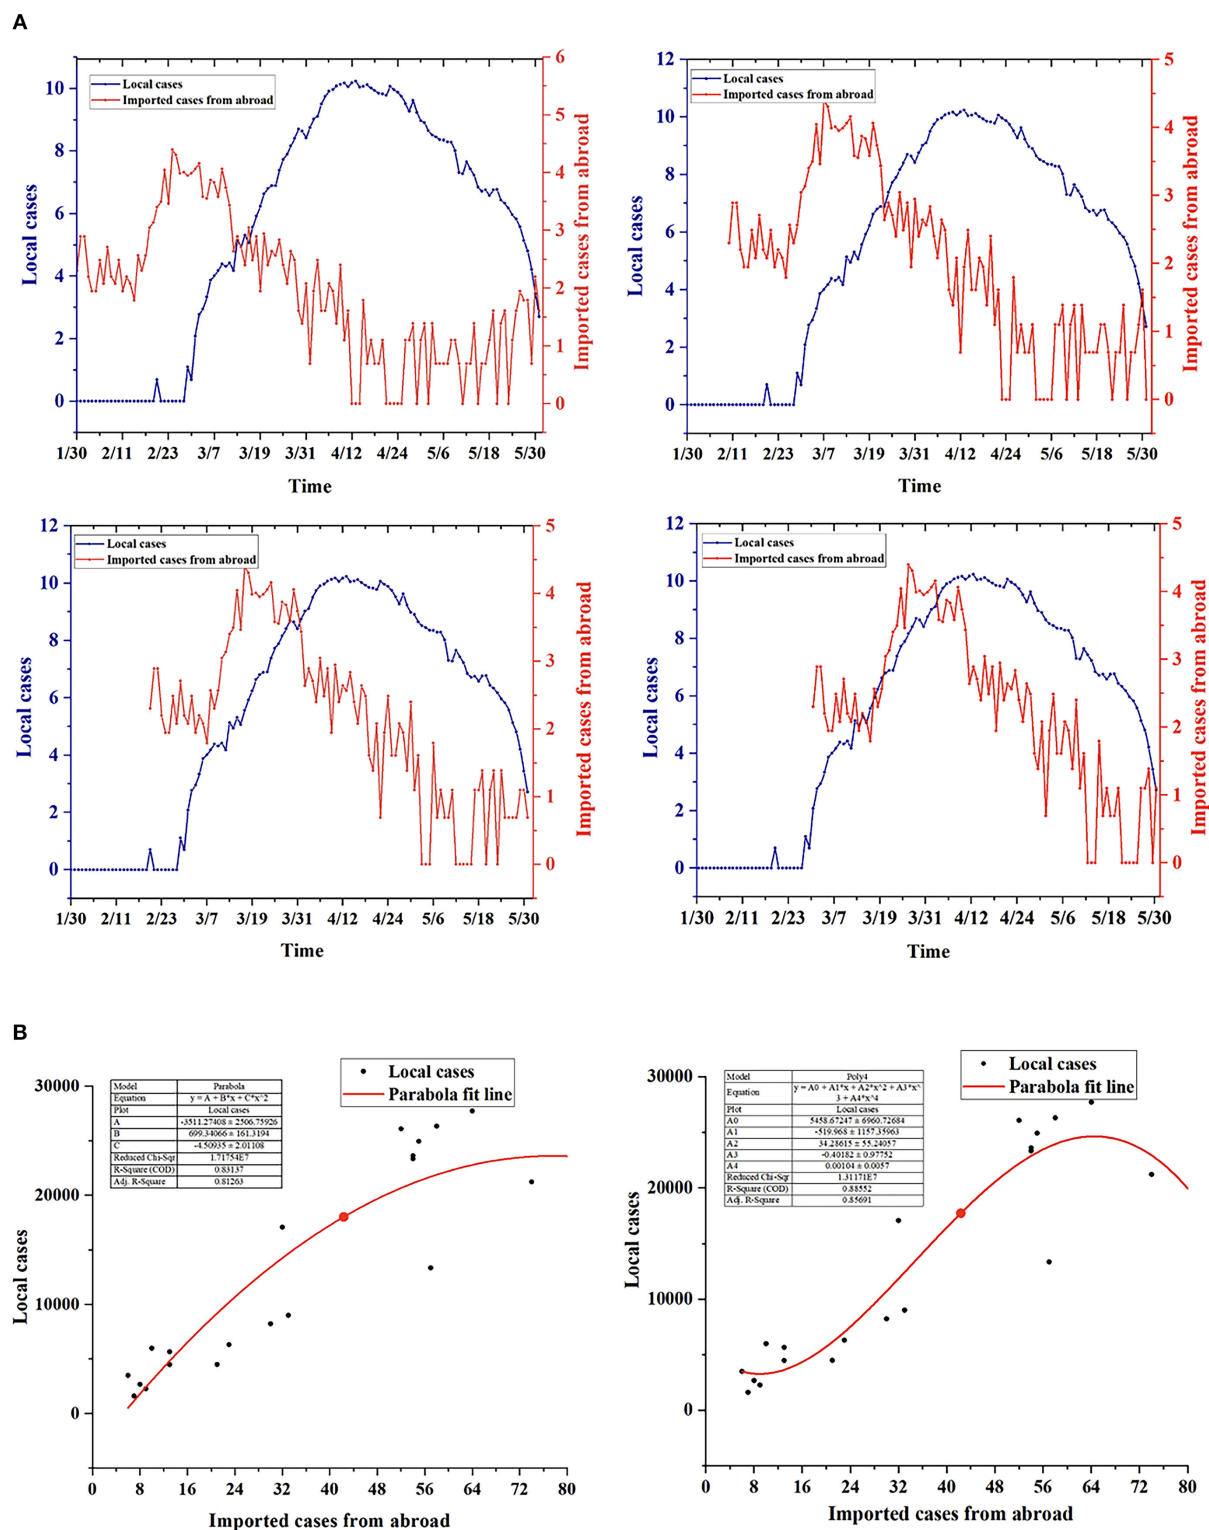 A
Local cases
Imported cases from abroad
Local cases
Imported cases from abroad
0
2
4
6
8
10
0
1
2
3
4
5
6
1/30 2/11 2/23 3/7 3/19 3/31 4/12 4/24 5/6 5/18 5/30
Time
Local cases
Imported cases from abroad
Local cases
Imported cases from abroad
0
2
4
6
8
10
12
0
1
2
3
4
5
1/30 2/11 2/23 3/7 3/19 3/31 4/12 4/24 5/6 5/18 5/30
Time
Local cases
Imported cases from abroad
Local cases
Imported cases from abroad
0
2
4
6
8
10
12
0
1
2
3
4
5
1/30 2/11 2/23 3/7 3/19 3/31 4/12 4/24 5/6 5/18 5/30
Time
Local cases
Imported cases from abroad
Local cases
Imported cases from abroad
0
2
4
6
8
10
12
0
1
2
3
4
5
1/30 2/11 2/23 3/7 3/19 3/31 4/12 4/24 5/6 5/18 5/30
Time
B
Local cases
Parabola fit line
Model Parabola
Equation y = A + B*x + C*x^2
Plot Local cases
A -3511.27408 ± 2506.75926
B 699.34066 ± 161.3194
C -4.50935 ± 2.01108
Reduced Chi-Sqr 1.71754E7
R-Square (COD) 0.83137
Adj. R-Square 0.81263
30000
20000
10000
0
Local cases
0 8 16 24 32 40 48 56 64 72 80
Imported cases from abroad
Local cases
Parabola fit line
Model Poly4
Equation y = A0 + A1*x + A2*x^2 + A3*x^
3 + A4*x^4
Plot Local cases
A0 5458.67247 ± 6960.72684
A1 -519.968 ± 1157.35963
A2 34.28615 ± 55.24057
A3 -0.40182 ± 0.97752
A4 0.00104 ± 0.0057
Reduced Chi-Sqr 1.31171E7
R-Square (COD) 0.88552
Adj. R-Square 0.85691
30000
20000
10000
0
Local cases
0 8 16 24 32 40 48 56 64 72 80
Imported cases from abroad